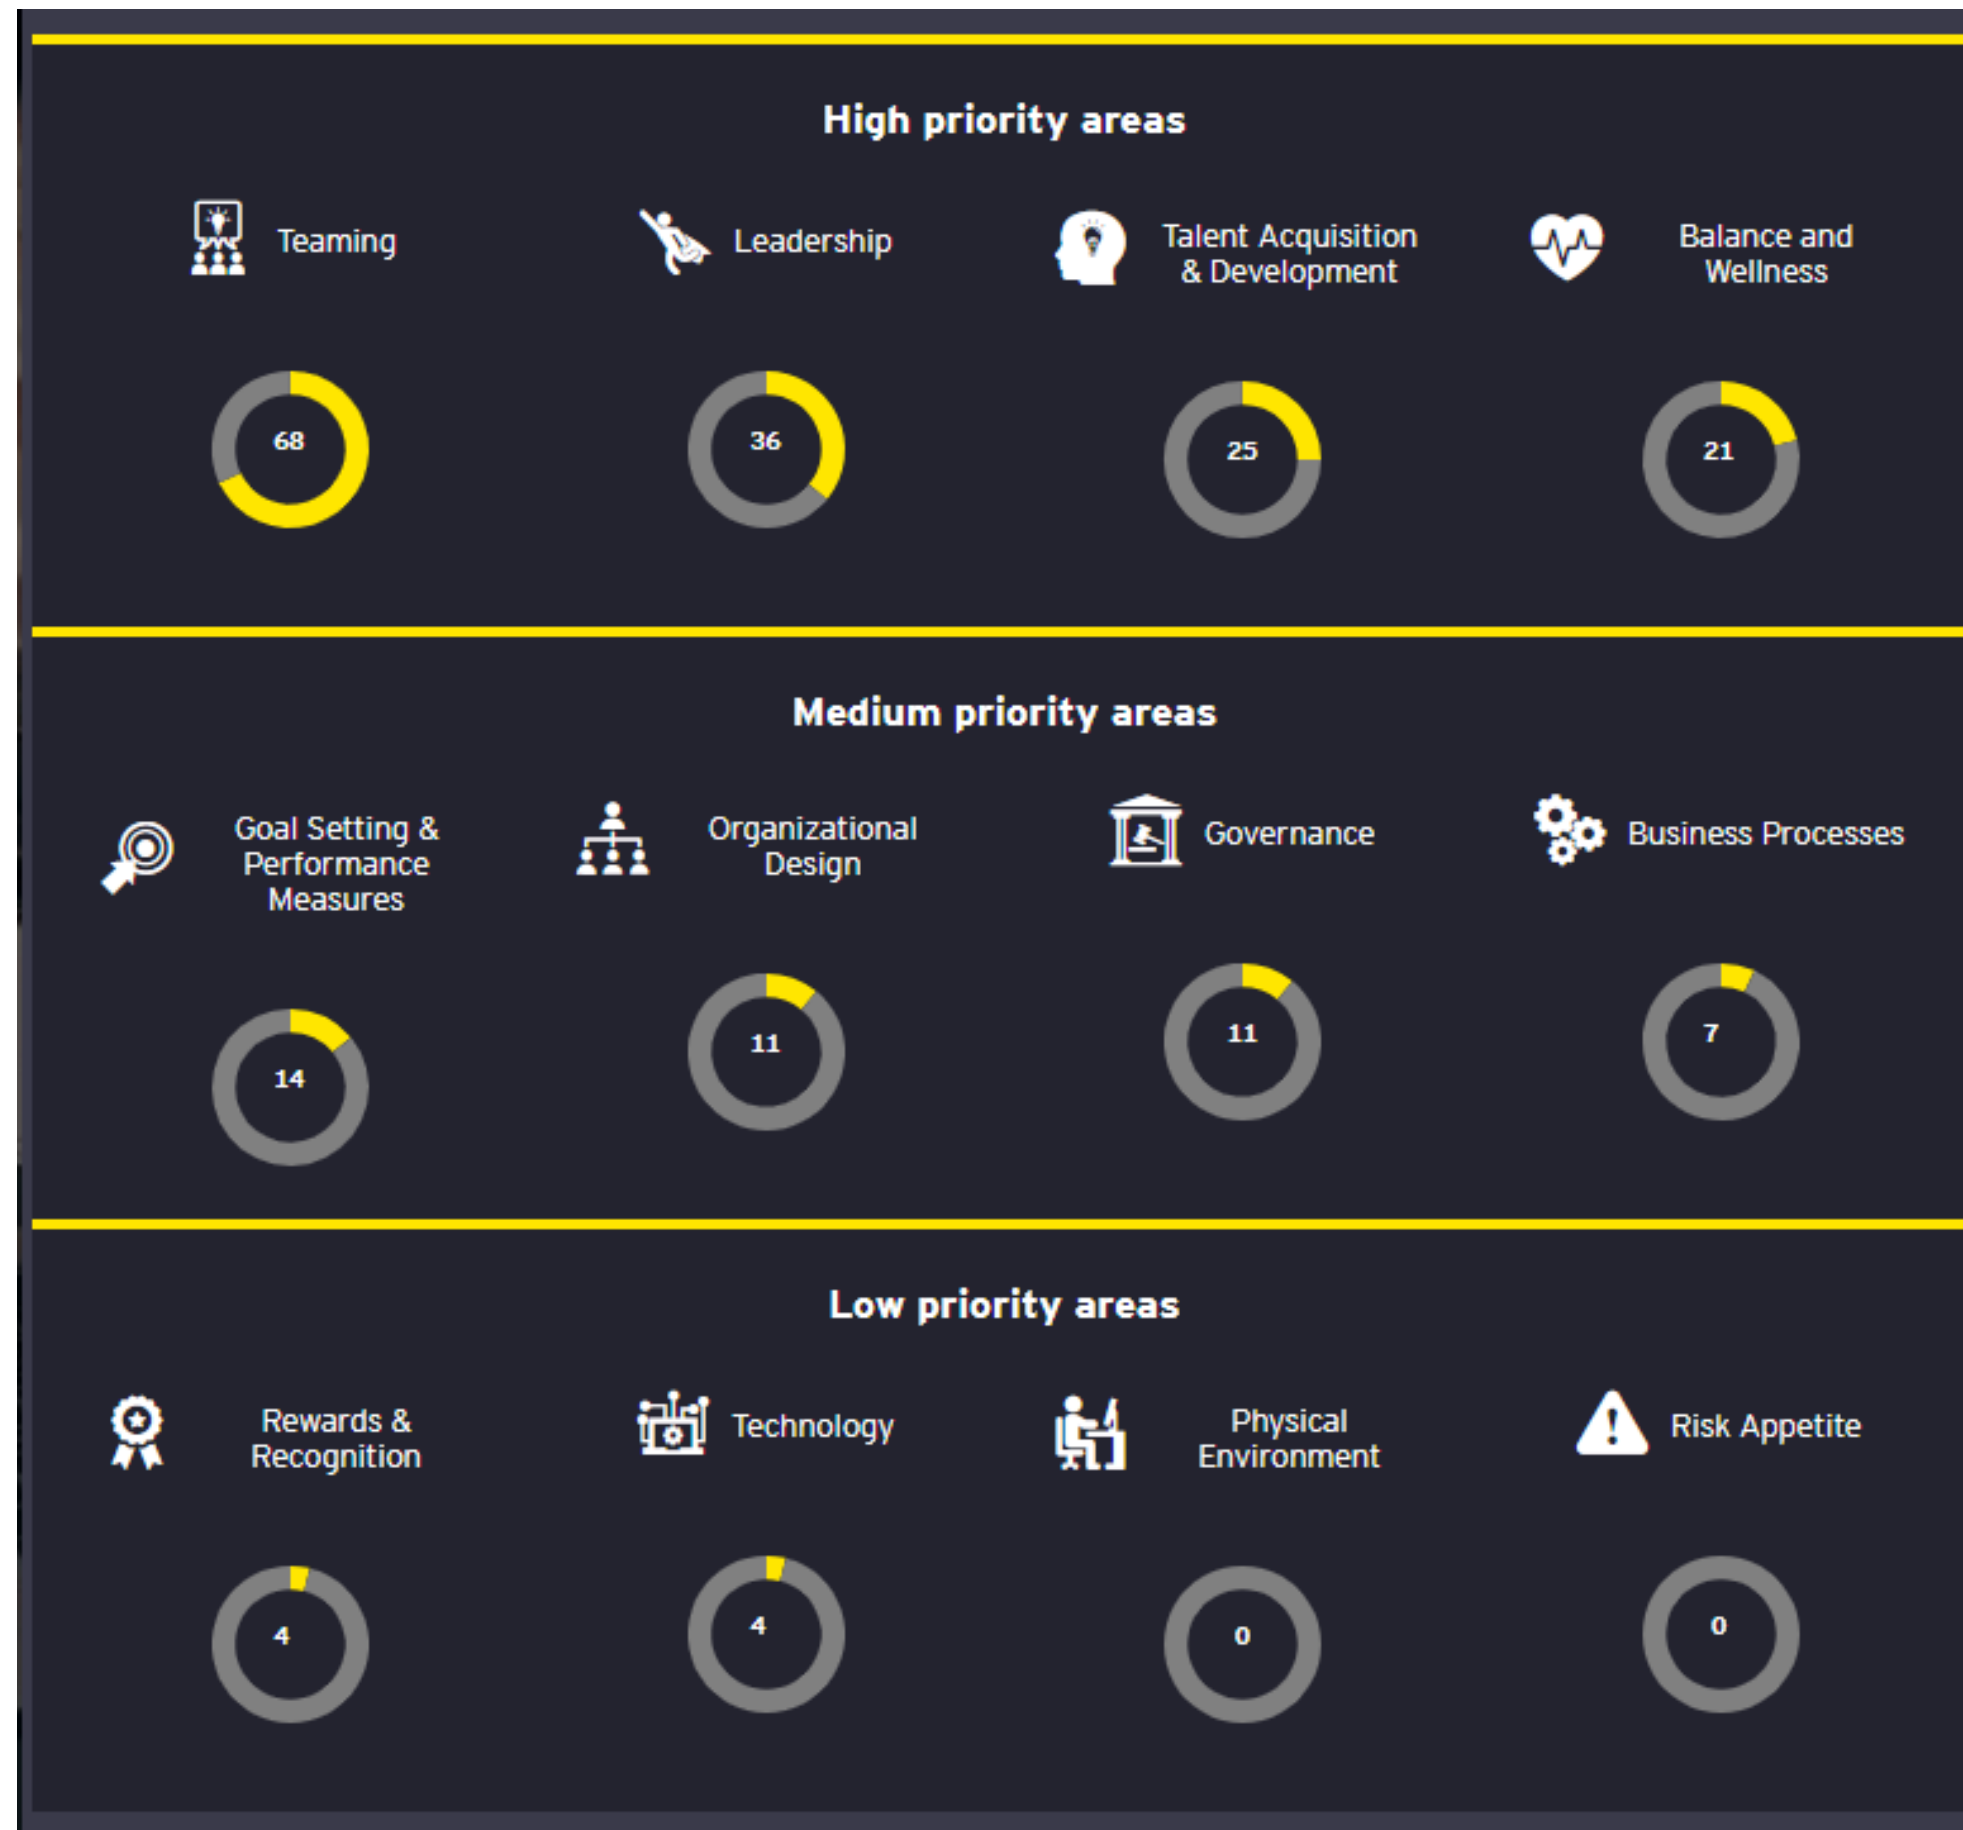 High priority areas
Teaming
Leadership
Talent Acquisition
& Development
Balance and
Wellness
68
36
25
21
Medium priority areas
Goal Setting &
Performance
Measures
Organizational
Design
Governance
Business Processes
14
11
11
7
Low priority areas
Rewards &
Recognition
Technology
Physical
Environment
Risk Appetite
4
4
0
0